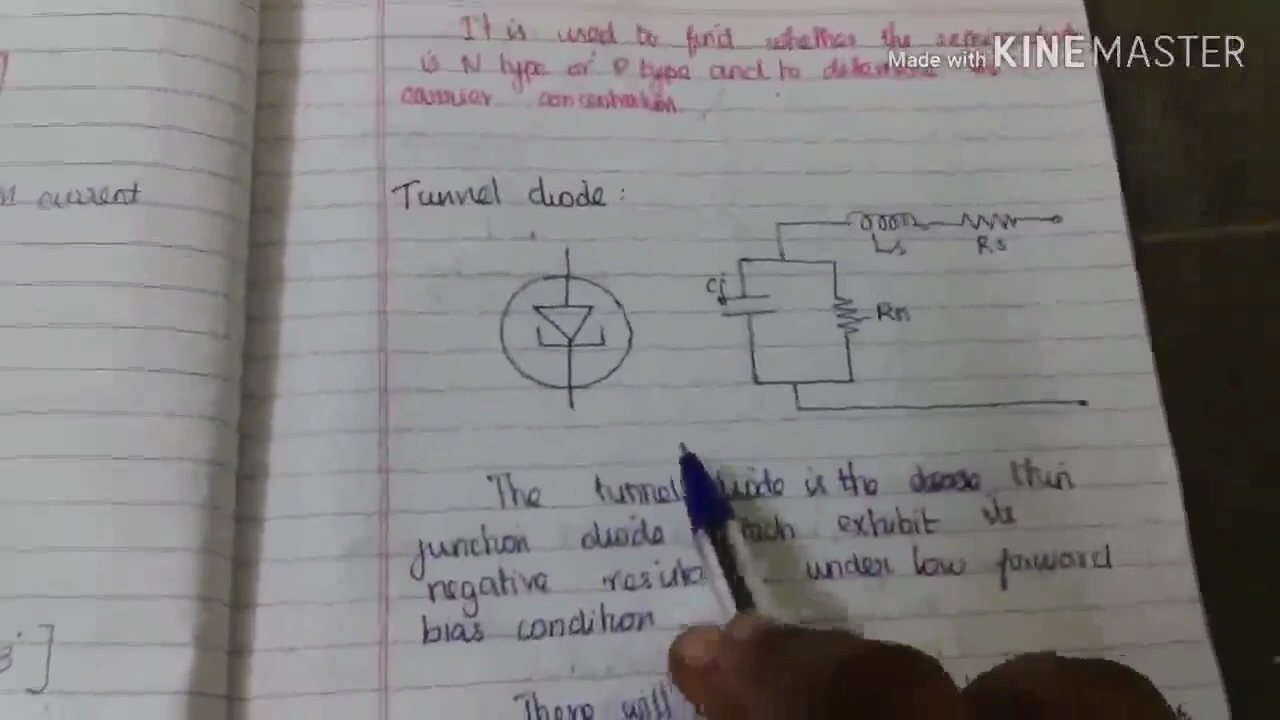 It is used to find whether the
is N type or P type and to
carrier concentration.
Made with KINEMASTER
current
Tunnel diode:
Ls
Rs
Cj
Rn
The tunnel diode is the thin
junction diode exhibit
negative under low forward
bias condition
There will